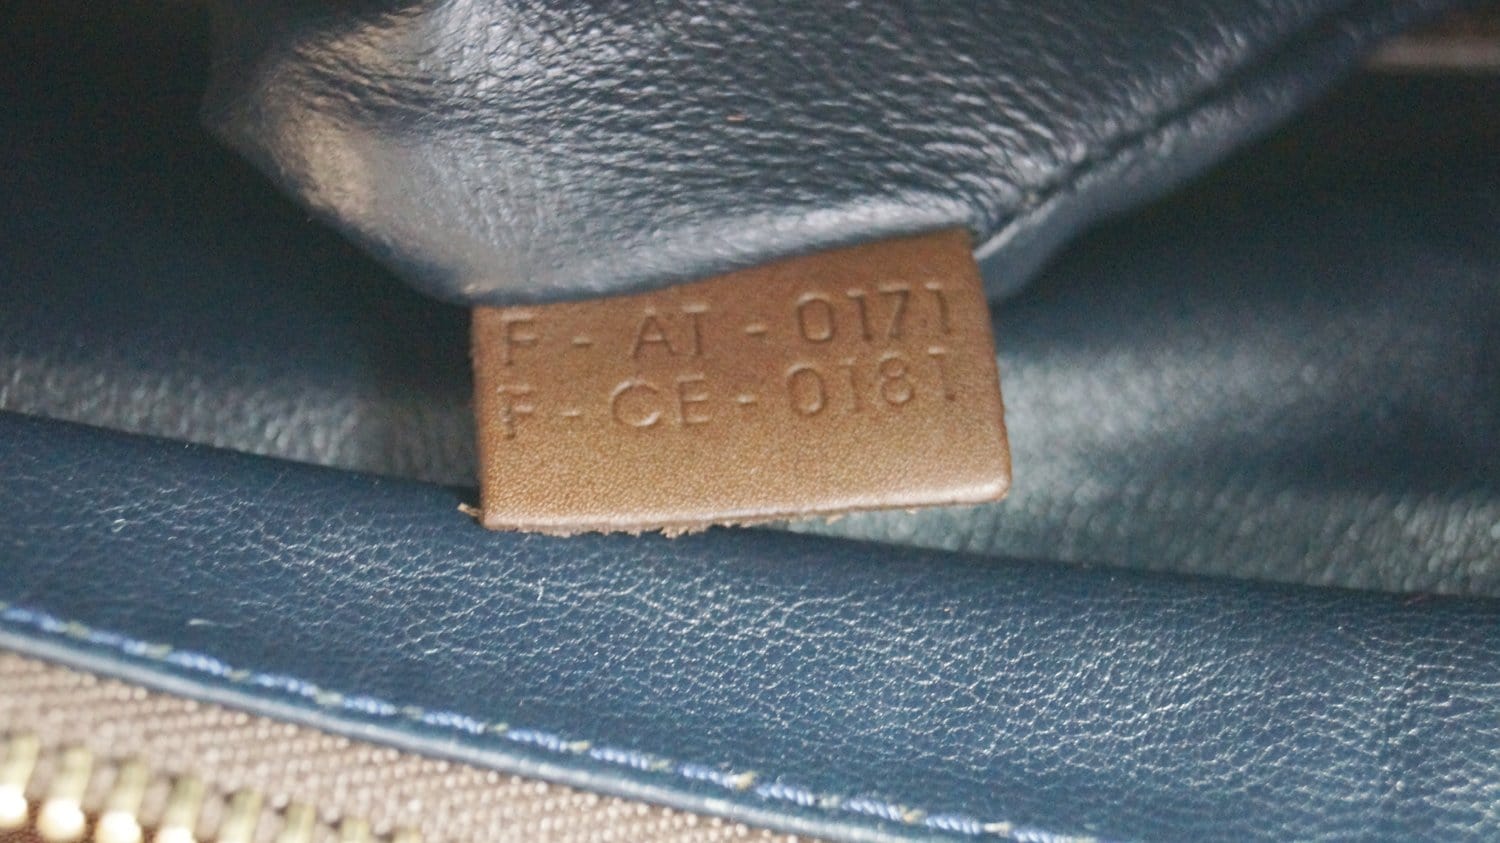 F - AT - 0171
F - CE - 0181